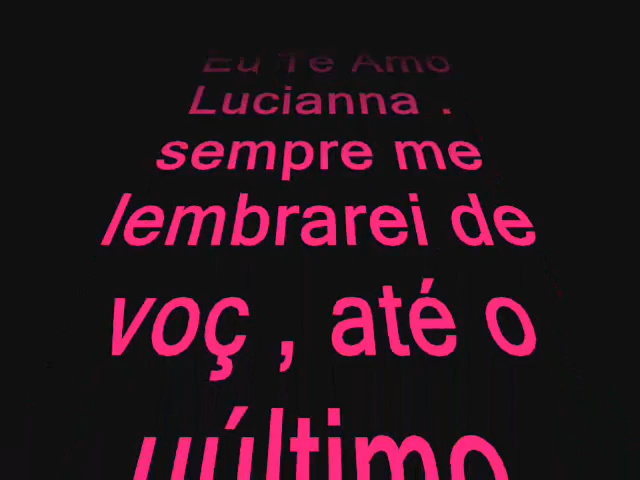 Eu Te Amo
Lucianna .
sempre me
lembrarei de
voç , até o
uúltimo